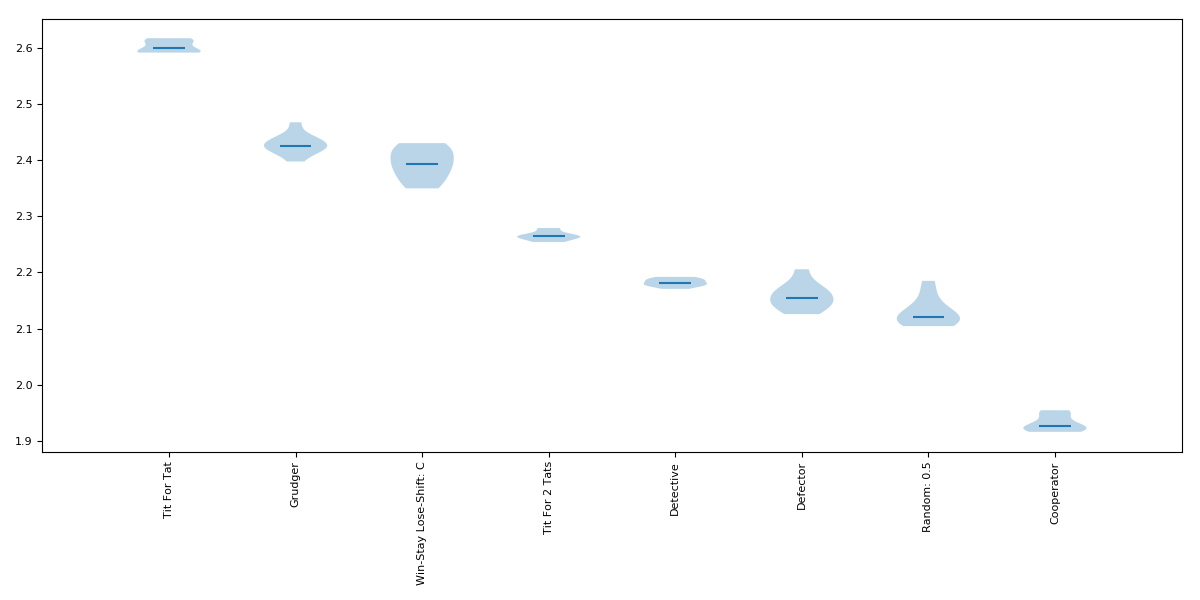 2.6
2.5
2.4
2.3
2.2
2.1
2.0
1.9
Tit For Tat
Grudger
Win-Stay Lose-Shift: C
Tit For 2 Tats
Detective
Defector
Random: 0.5
Cooperator